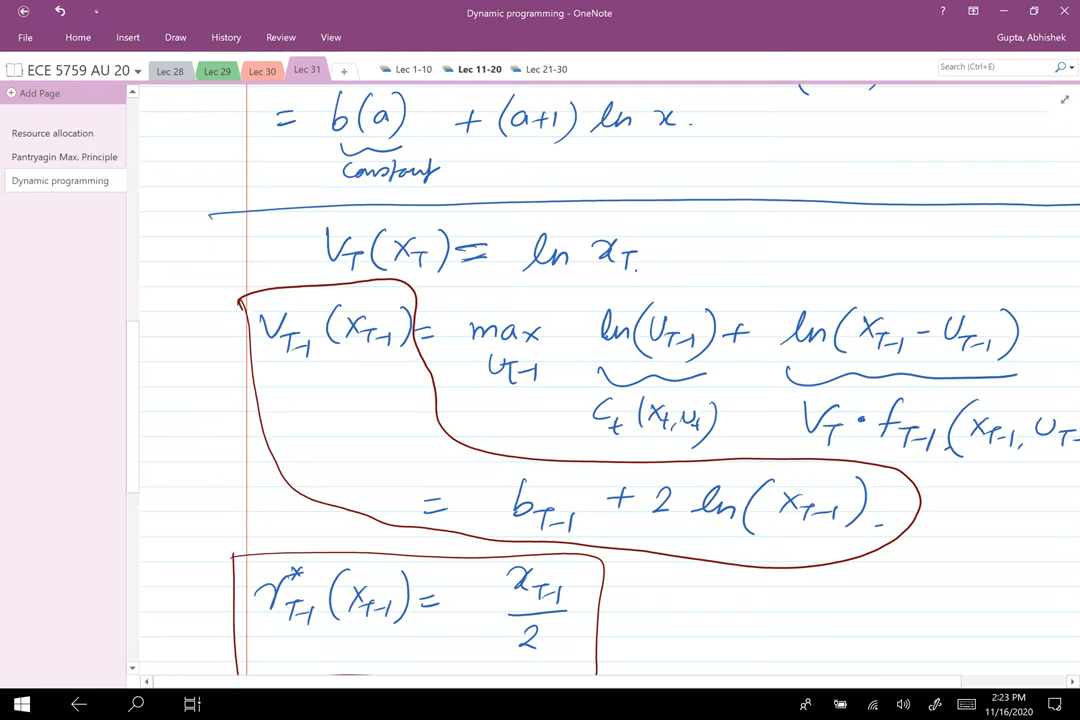 Dynamic programming - OneNote
File Home Insert Draw History Review View Gupta, Abhishek
ECE 5759 AU 20 Lec 28 Lec 29 Lec 30 Lec 31 Lec 1-10 Lec 11-20 Lec 21-30 Search (Ctrl+E)
Add Page
Resource allocation
Pantryagin Max. Principle
Dynamic programming
= b(a) + (a+1) ln x.
constant
V_T(x_T) = ln x_T.
V_{T-1}(x_{T-1}) = max ln(U_{T-1}) + ln(x_{T-1} - U_{T-1})
U_{T-1}
C_t(x_t, u_t) V_T · f_{T-1}(x_{T-1}, U_{T-
= b_{T-1} + 2 ln(x_{T-1}).
γ*_{T-1}(x_{T-1}) = x_{T-1}/2
2:23 PM
11/16/2020